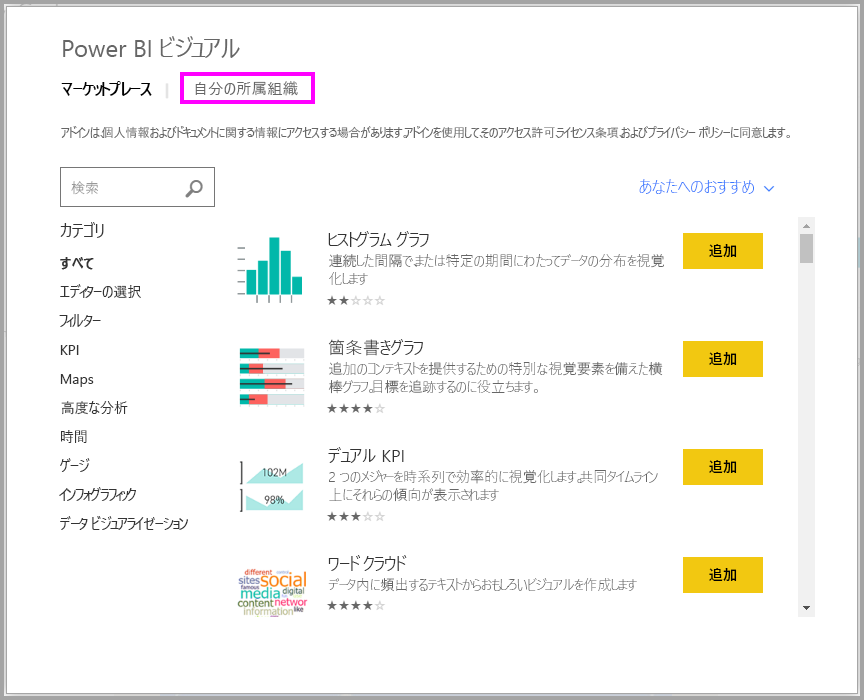 Power BI ビジュアル
マーケットプレース | 自分の所属組織
アドインは、個人情報およびドキュメントに関する情報にアクセスする場合があります。アドインを使用してそのアクセス許可、ライセンス条項、およびプライバシー ポリシーに同意します。
検索
あなたへのおすすめ
カテゴリ
すべて
エディターの選択
フィルター
KPI
Maps
高度な分析
時間
ゲージ
インフォグラフィック
データ ビジュアライゼーション
ヒストグラム グラフ
連続した間隔でまたは特定の期間にわたってデータの分布を視覚
化します
追加
箇条書きグラフ
追加のコンテキストを提供するための特別な視覚要素を備えた横
棒グラフ。目標を追跡するのに役立ちます。
追加
102M
98%
デュアル KPI
2 つのメジャーを時系列で効率的に視覚化します。共同タイムライン
上にそれらの傾向が表示されます
追加
different
sites social
famous
media digital
content networ
information like
ワード クラウド
データ内に頻出するテキストからおもしろいビジュアルを作成します
追加